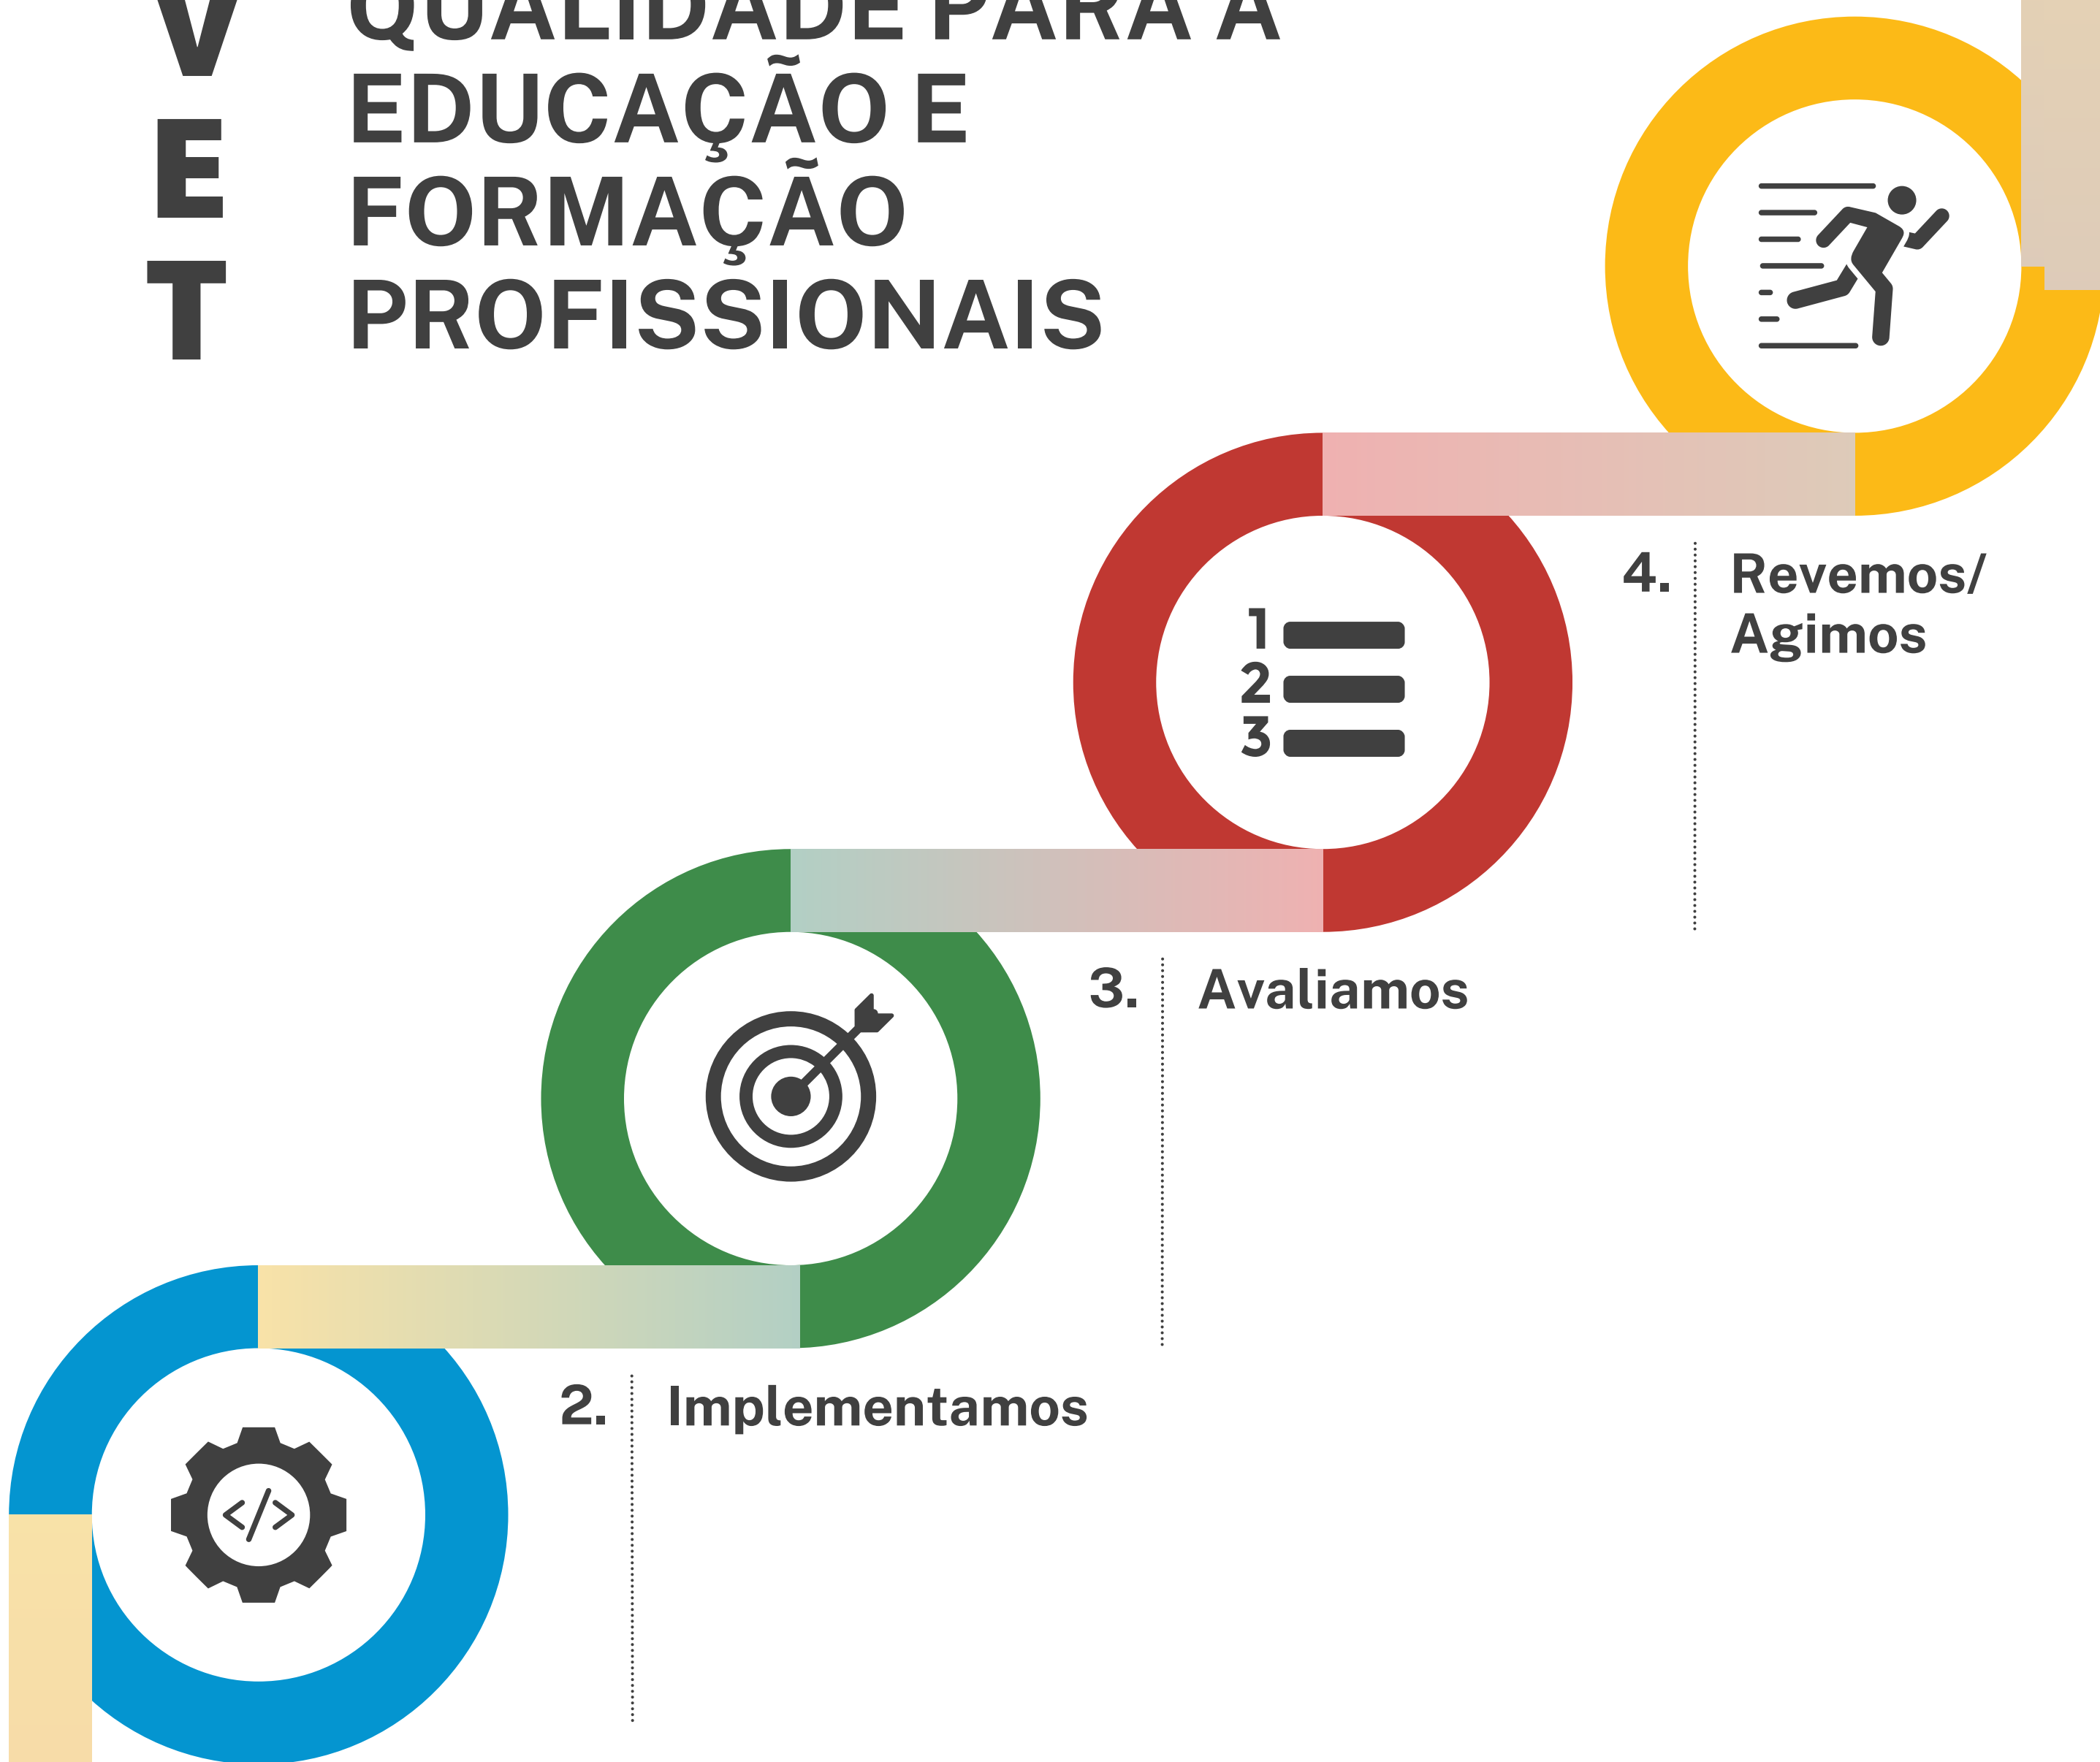 V
E
T
QUALIDADE PARA A
EDUCAÇÃO E
FORMAÇÃO
PROFISSIONAIS
4. Revemos/
Agimos
1
2
3
3. Avaliamos
2. Implementamos
</>